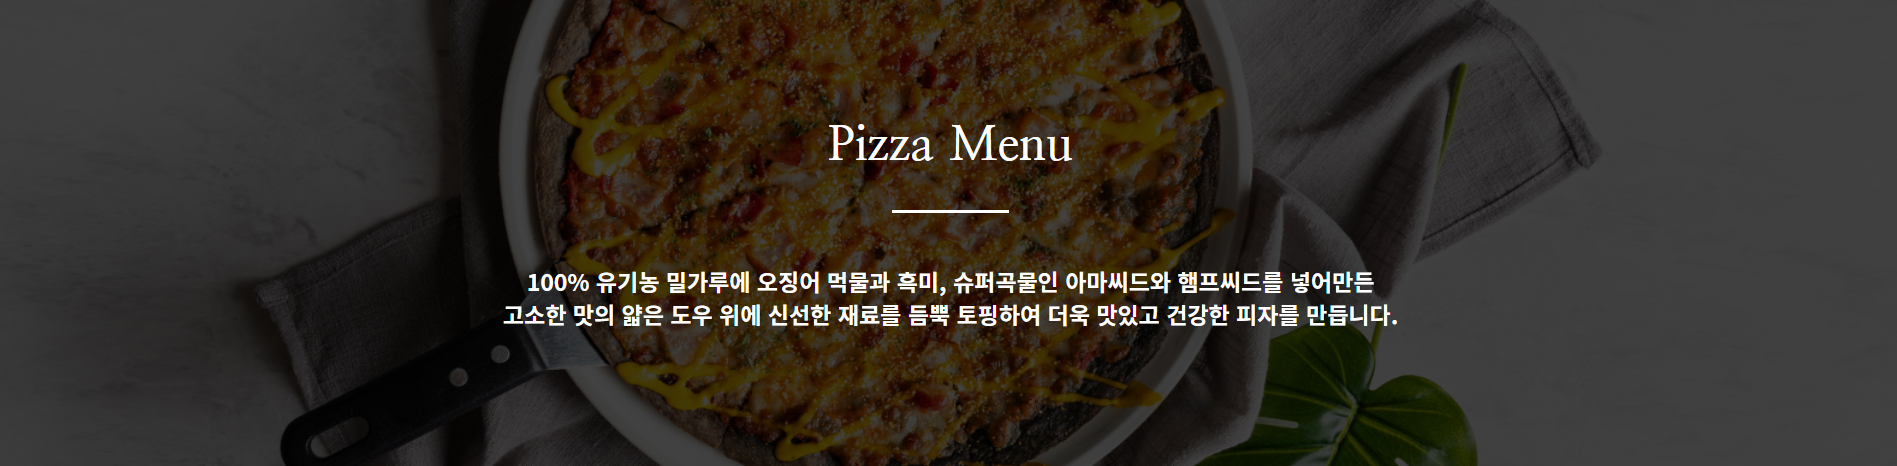 Pizza Menu
100% 유기농 밀가루에 오징어 먹물과 흑미, 슈퍼곡물인 아마씨드와 햄프씨드를 넣어만든
고소한 맛의 얇은 도우 위에 신선한 재료를 듬뿍 토핑하여 더욱 맛있고 건강한 피자를 만듭니다.